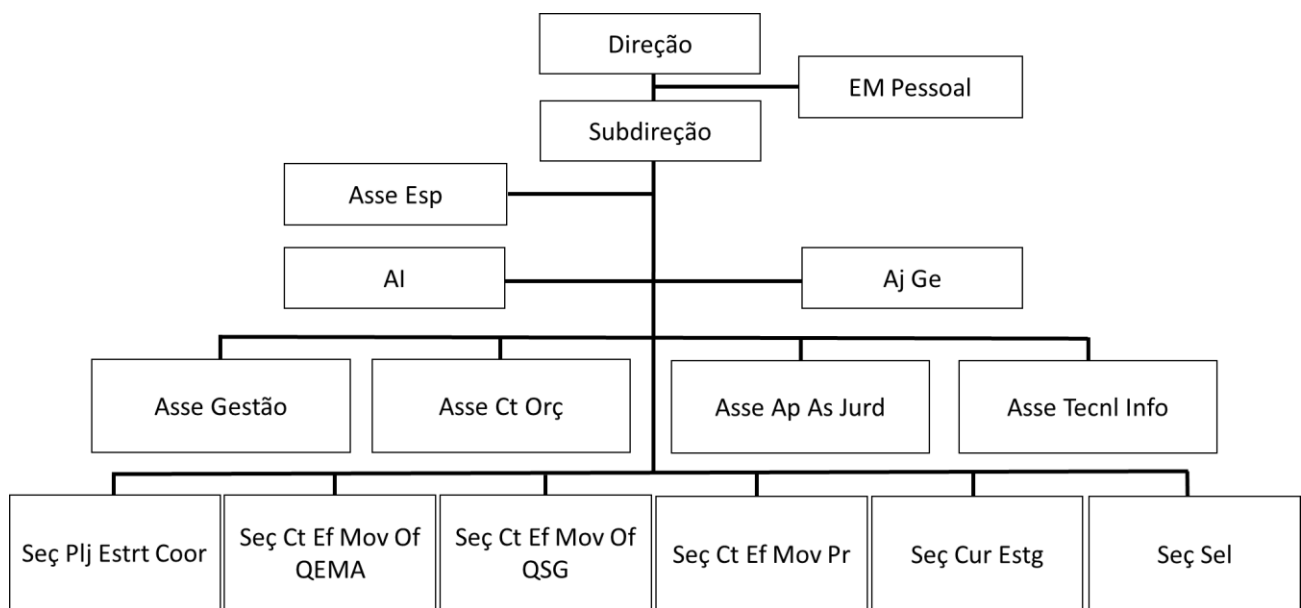 Direção
EM Pessoal
Subdireção
Asse Esp
AI
Aj Ge
Asse Gestão
Asse Ct Orç
Asse Ap As Jurd
Asse Tecnl Info
Seç Plj Estrt Coor
Seç Ct Ef Mov Of
QEMA
Seç Ct Ef Mov Of
QSG
Seç Ct Ef Mov Pr
Seç Cur Estg
Seç Sel